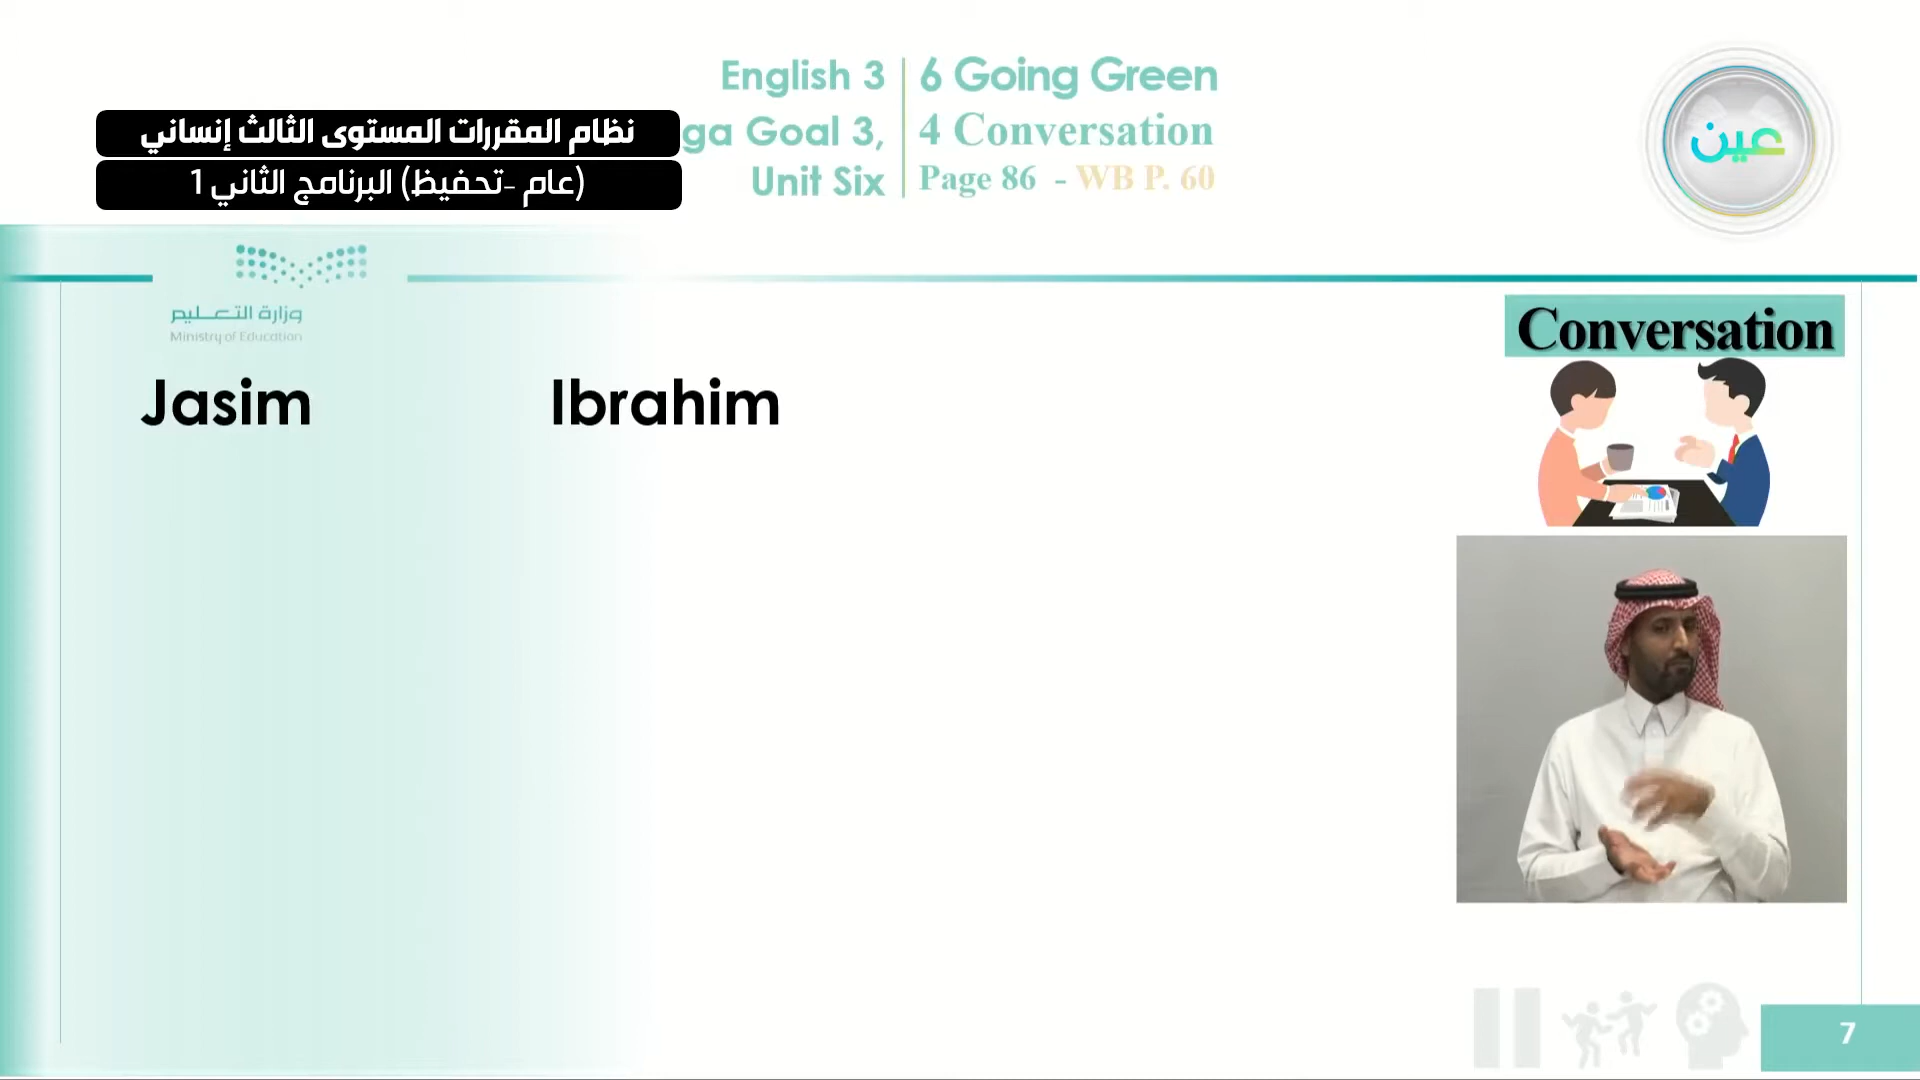 English 3
6 Going Green
ga Goal 3,
4 Conversation
Unit Six
Page 86 - WB P. 60
نظام المقررات المستوى الثالث إنساني
(عام -تحفيظ) البرنامج الثاني 1
عين
وزارة التعليم
Ministry of Education
Conversation
Jasim
Ibrahim
7